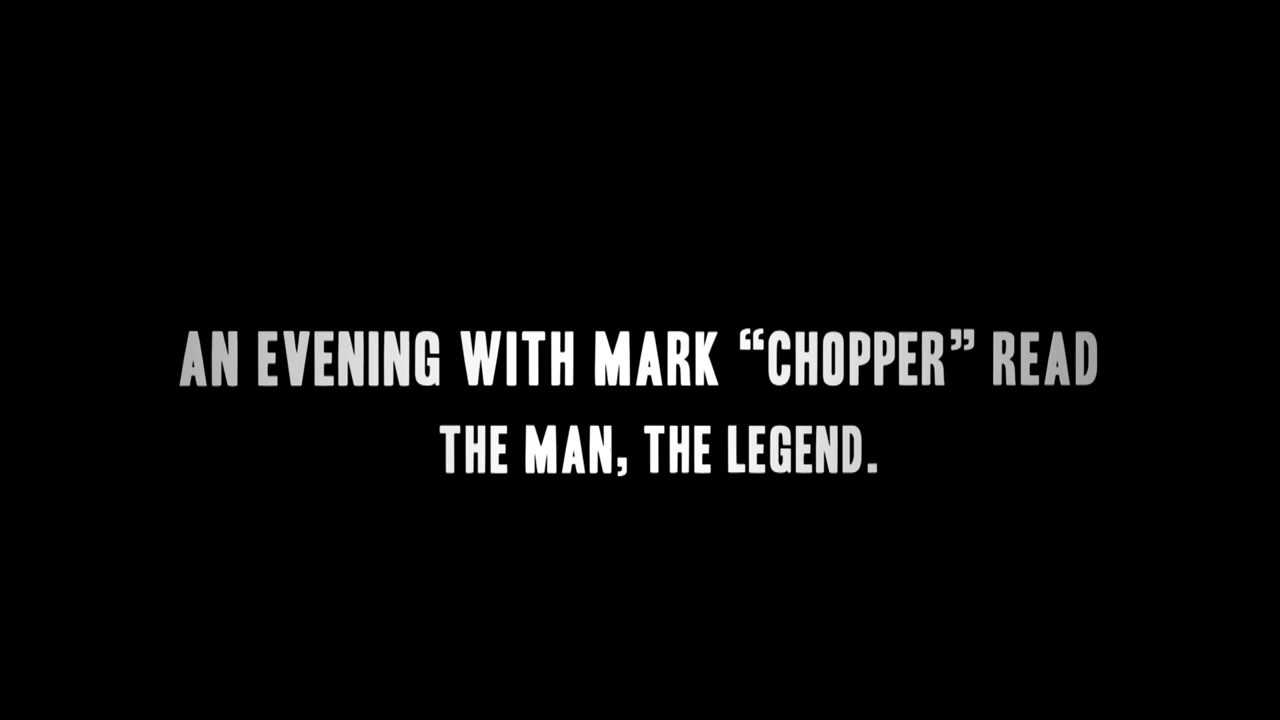 AN EVENING WITH MARK “CHOPPER” READ
THE MAN, THE LEGEND.